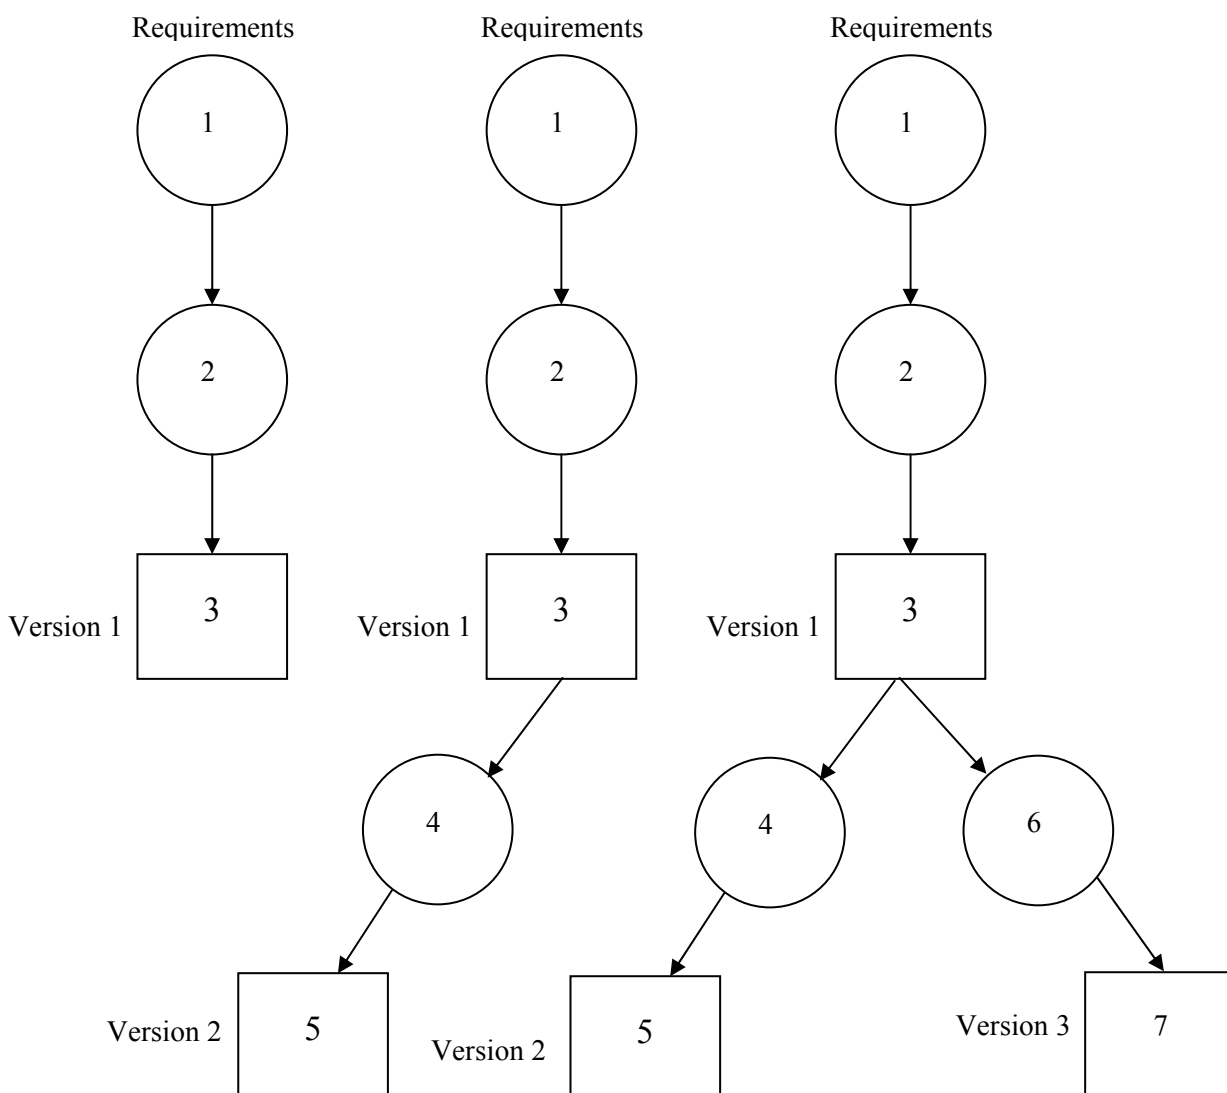 Requirements Requirements Requirements
1 1 1
2 2 2
Version 1 3 Version 1 3 Version 1 3
4 4 6
Version 2 5 Version 2 5 Version 3 7